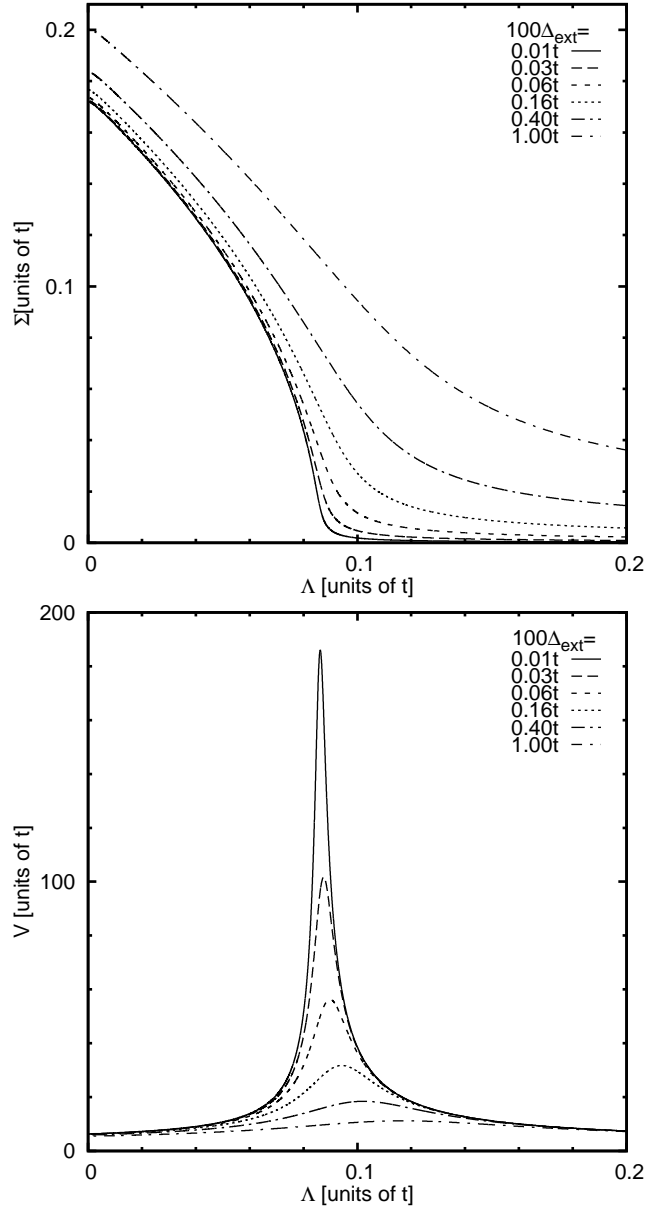 0.2
100Δext=
0.01t
0.03t
0.06t
0.16t
0.40t
1.00t
Σ[units of t]
0.1
0
0
0.1
0.2
Λ [units of t]
200
100Δext=
0.01t
0.03t
0.06t
0.16t
0.40t
1.00t
V [units of t]
100
0
0
0.1
0.2
Λ [units of t]